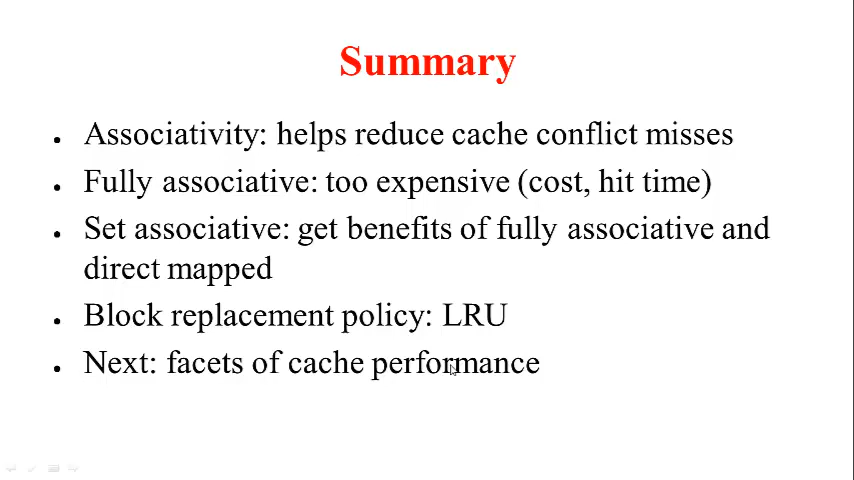 Summary
Associativity: helps reduce cache conflict misses
Fully associative: too expensive (cost, hit time)
Set associative: get benefits of fully associative and
direct mapped
Block replacement policy: LRU
Next: facets of cache performance